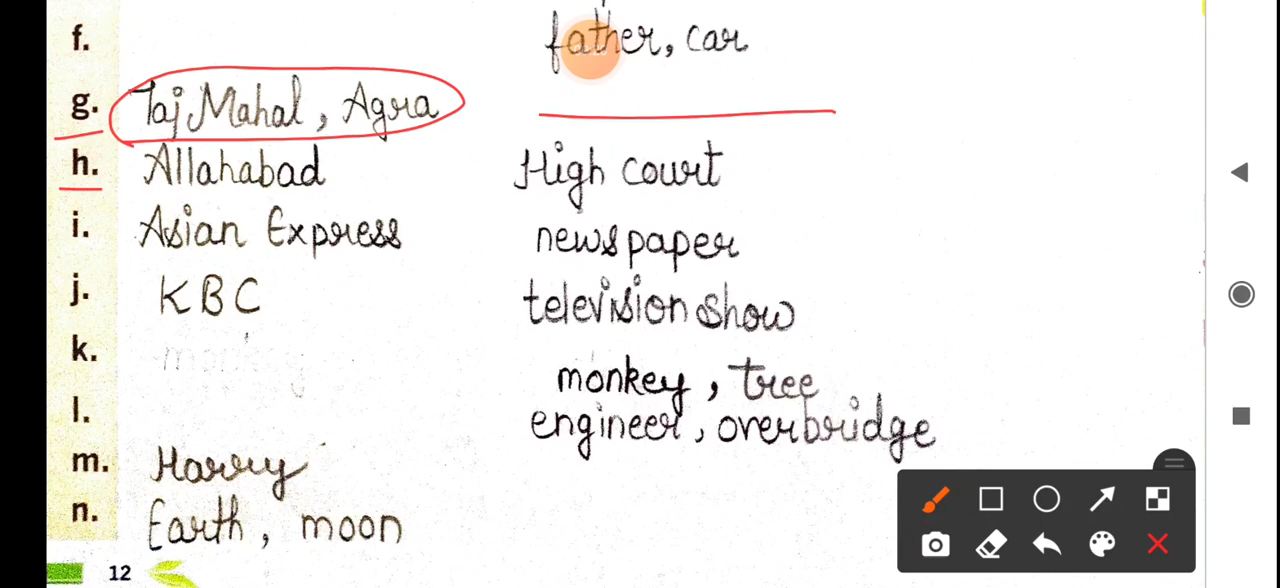 f. father, car
g. Taj Mahal, Agra
h. Allahabad High court
i. Asian Express newspaper
j. KBC television show
k. monkey monkey, tree
l. engineer, overbridge
m. Harry
n. Earth, moon
12